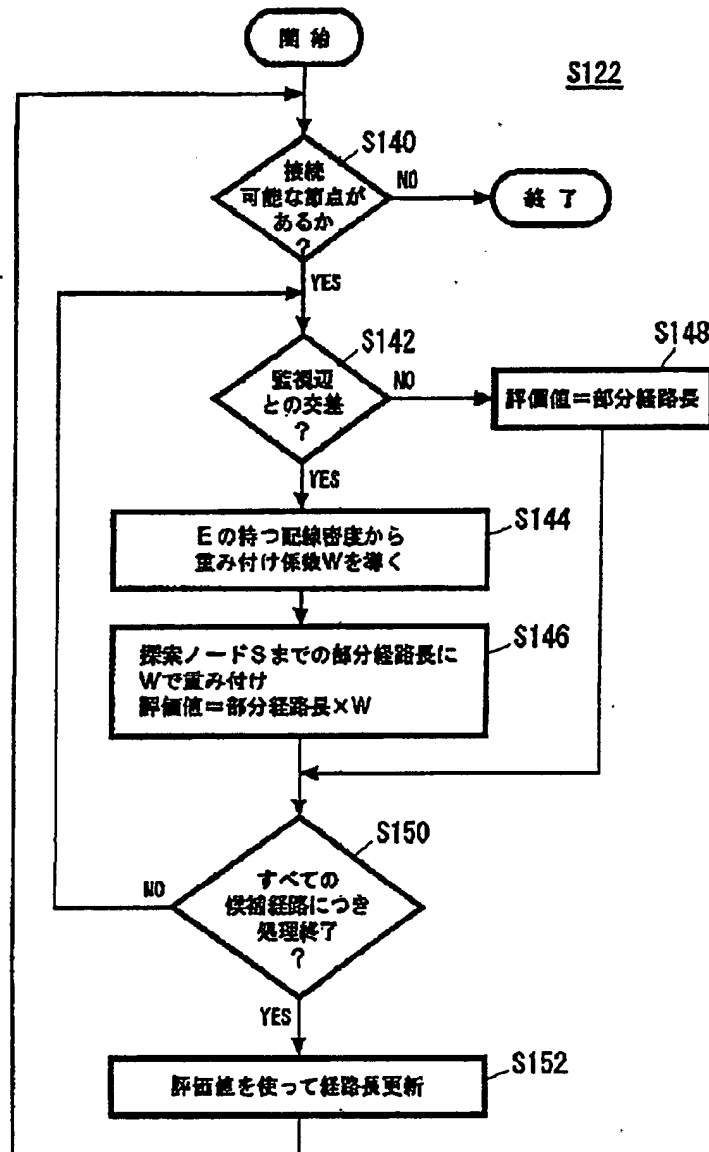 開始
S122
S140
接続
可能な節点が
あるか
?
NO
終了
YES
S142
監視辺
との交差
?
NO
S148
評価値=部分経路長
YES
S144
Eの持つ配線密度から
重み付け係数Wを導く
S146
探索ノードSまでの部分経路長に
Wで重み付け
評価値=部分経路長×W
S150
すべての
候補経路につき
処理終了
?
NO
YES
S152
評価値を使って経路長更新